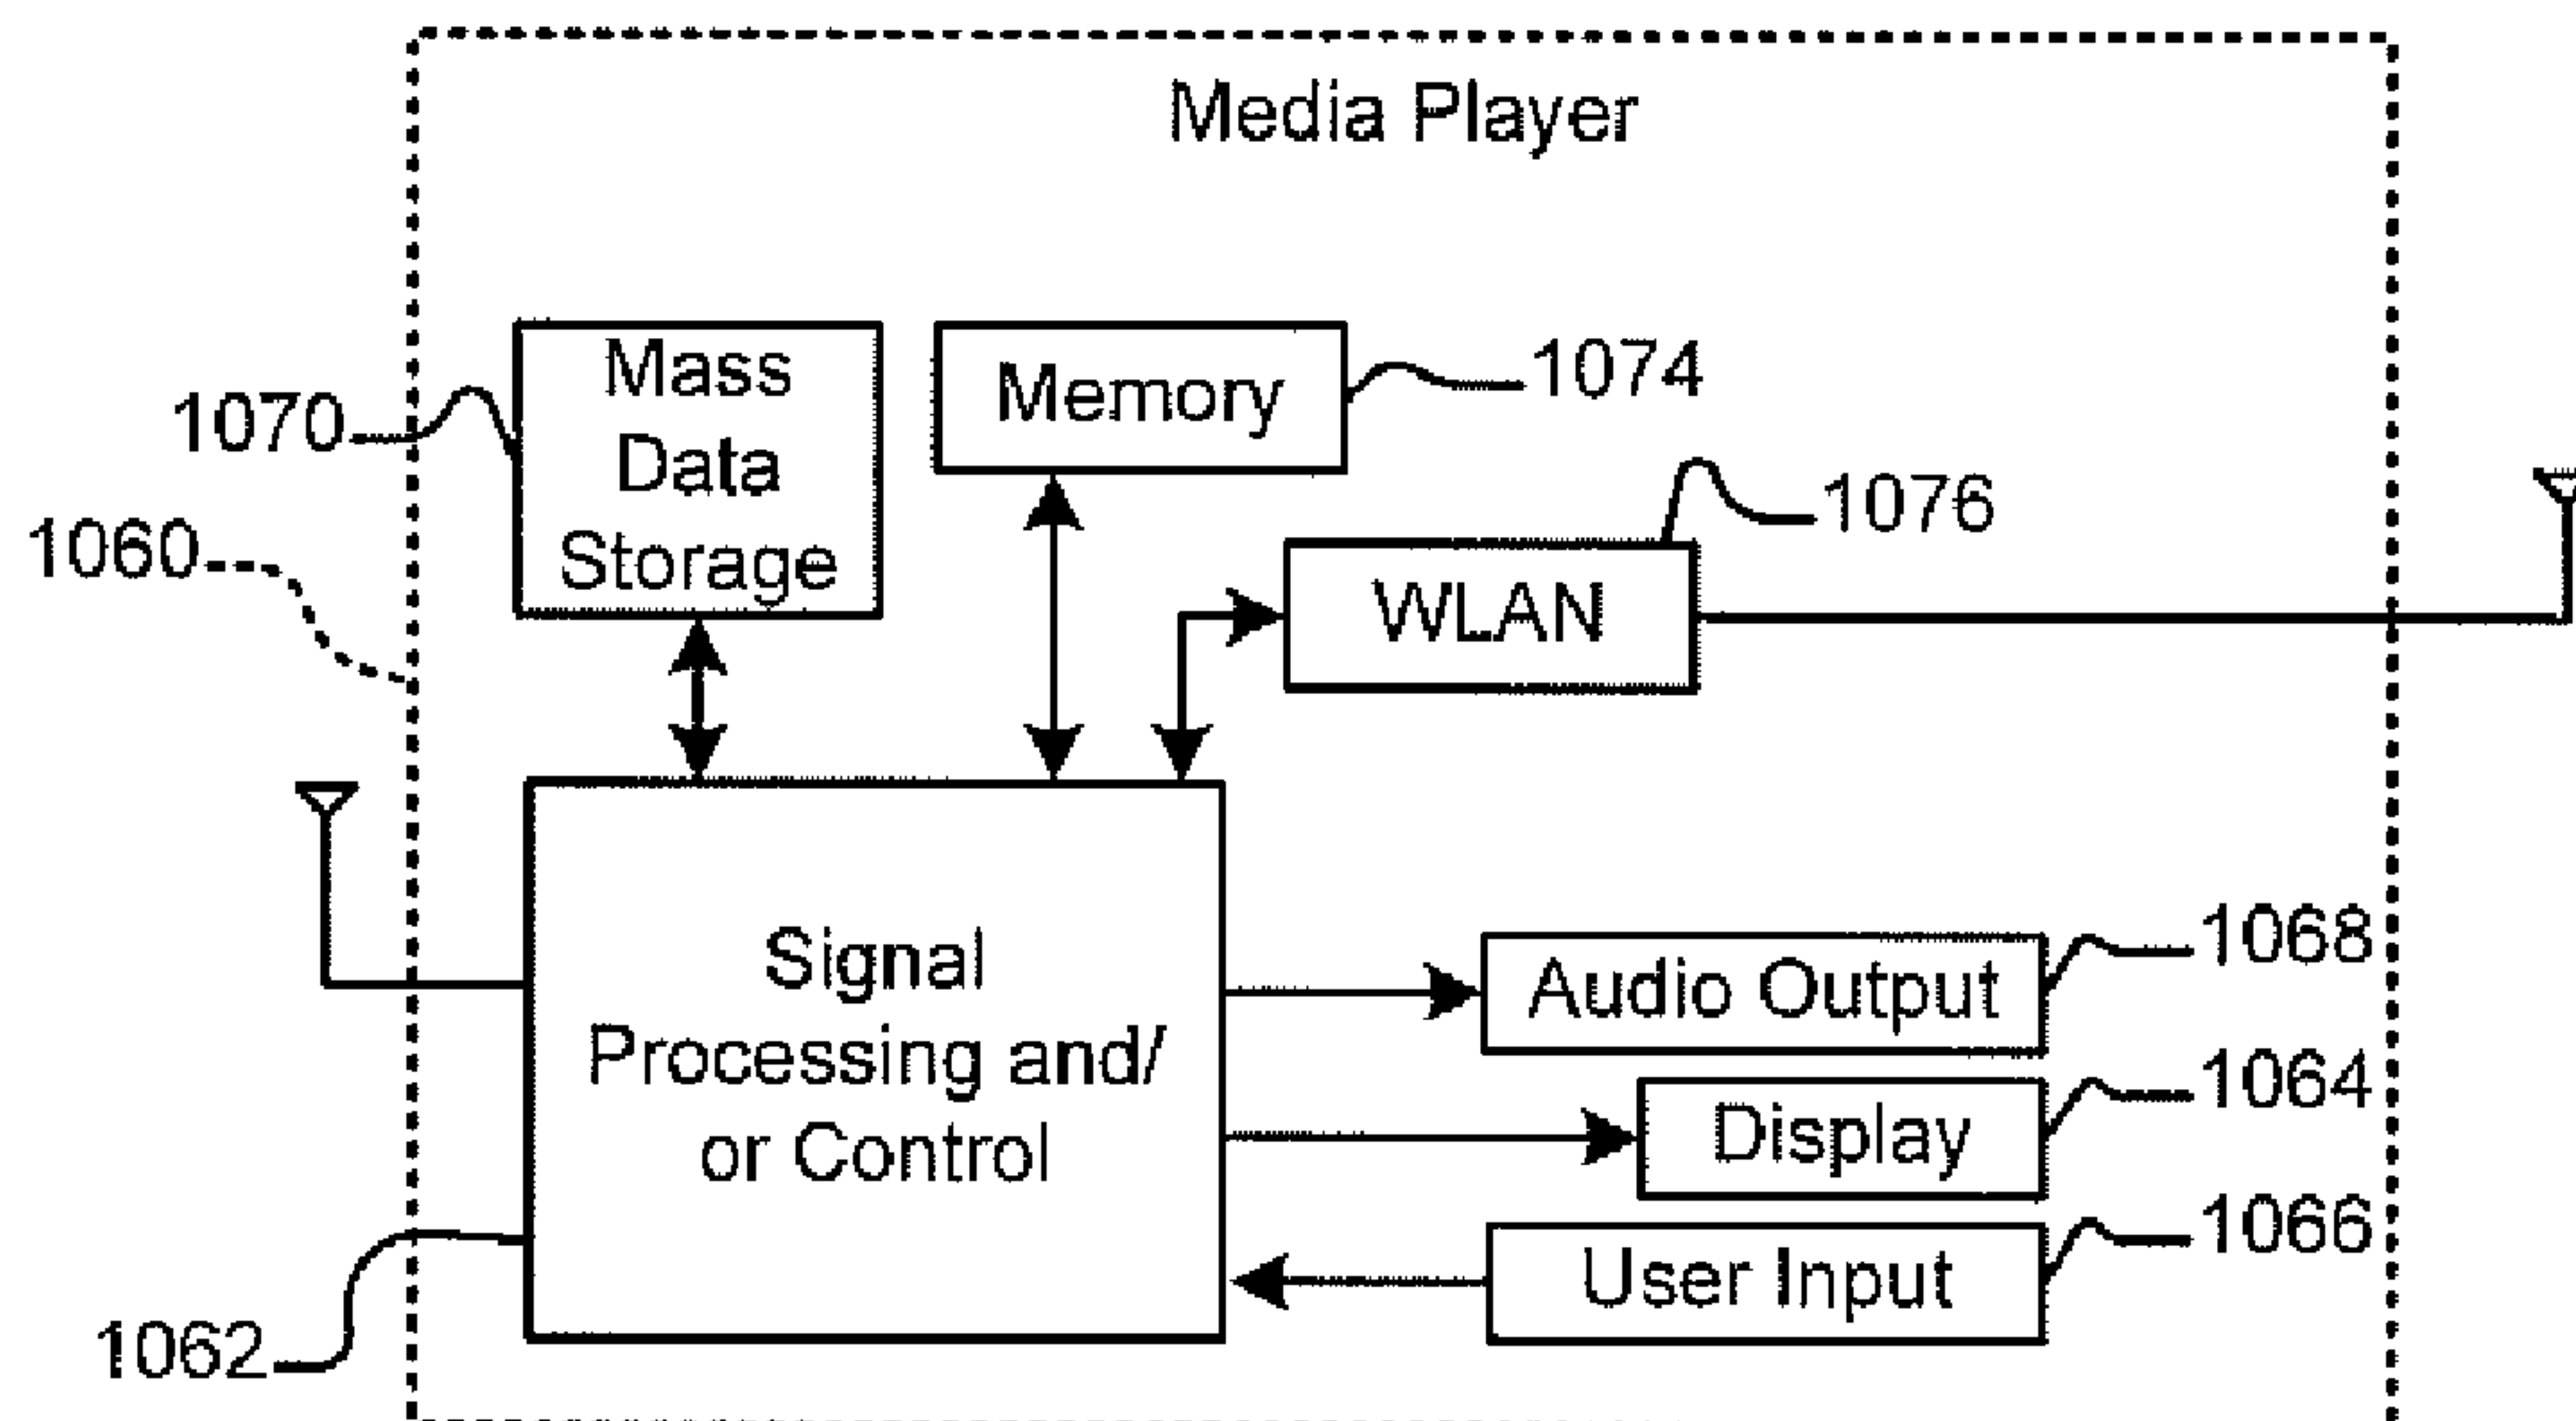 Media Player
Mass
Data
Storage
Memory
1074
1070
1076
1060
WLAN
Signal
Processing and/
or Control
Audio Output
1068
Display
1064
User Input
1066
1062